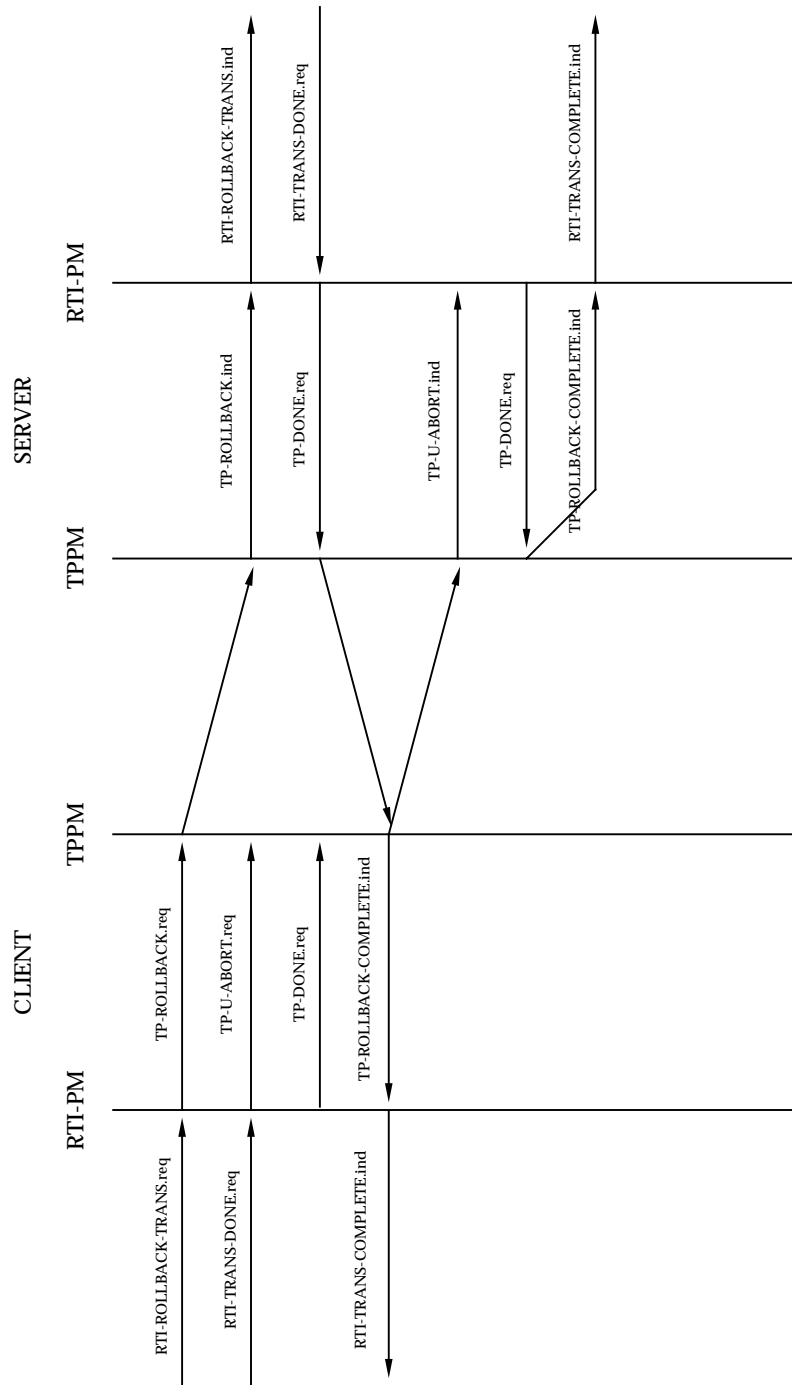 CLIENT
SERVER
RTI-PM
TPPM
TPPM
RTI-PM
RTI-ROLLBACK-TRANS.req
TP-ROLLBACK.req
RTI-TRANS-DONE.req
TP-U-ABORT.req
TP-ROLLBACK.ind
RTI-ROLLBACK-TRANS.ind
TP-DONE.req
TP-DONE.req
RTI-TRANS-DONE.req
RTI-TRANS-COMPLETE.ind
TP-ROLLBACK-COMPLETE.ind
TP-U-ABORT.ind
TP-DONE.req
TP-ROLLBACK-COMPLETE.ind
RTI-TRANS-COMPLETE.ind